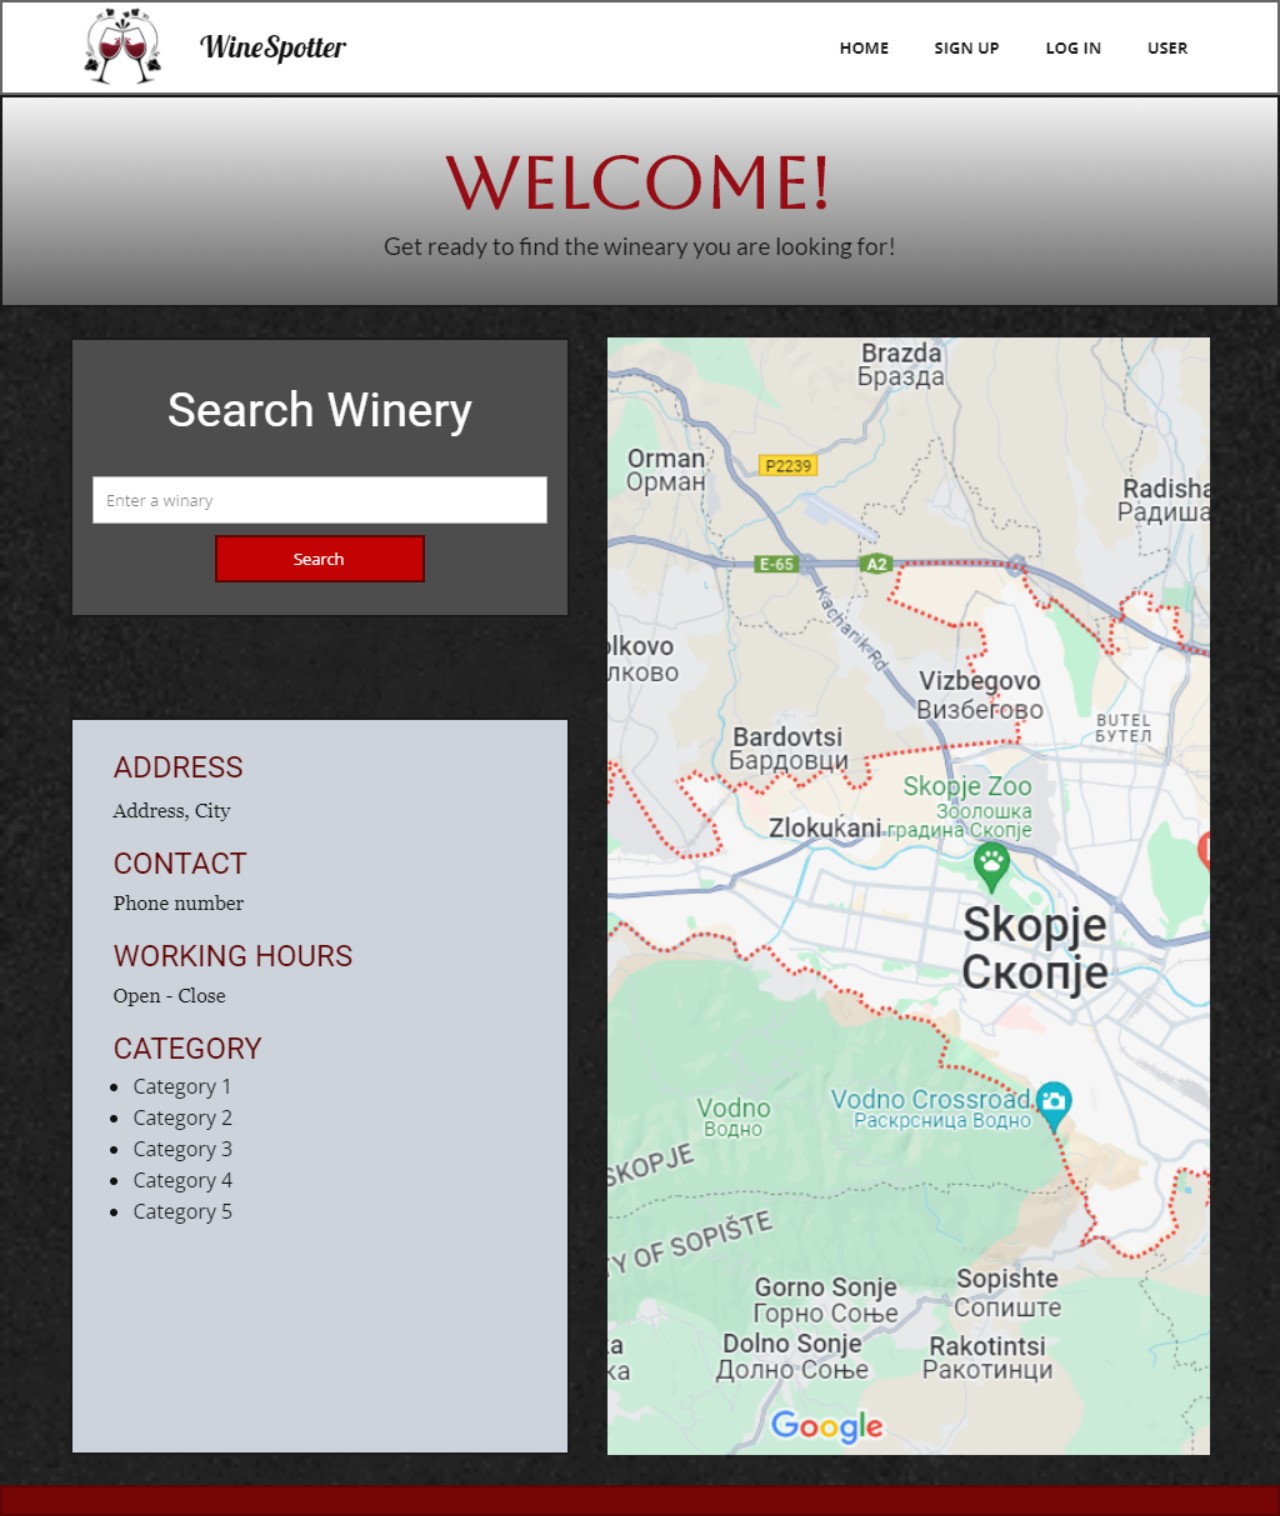 WineSpotter
HOME SIGN UP LOG IN USER
WELCOME!
Get ready to find the wineary you are looking for!
Search Winery
Enter a winary
Search
ADDRESS
Address, City
CONTACT
Phone number
WORKING HOURS
Open - Close
CATEGORY
Category 1
Category 2
Category 3
Category 4
Category 5
Brazda
Бразда
Orman
Орман
P2239
Radisha
Радиша
E-65
A2
Kacharik Rd
olkovo
лково
Vizbegovo
Визбегово
BUTEL
БУТЕЛ
Bardovtsi
Бардовци
Skopje Zoo
Зоолошка
градина Скопје
Zlokukani
Skopje
Скопје
Vodno Crossroad
Раскрсница Водно
Vodno
Водно
SKOPJE
TY OF SOPIŠTE
Gorno Sonje
Горно Соње
Sopishte
Сопиште
ka
ка
Dolno Sonje
Долно Соње
Rakotintsi
Ракотинци
Google